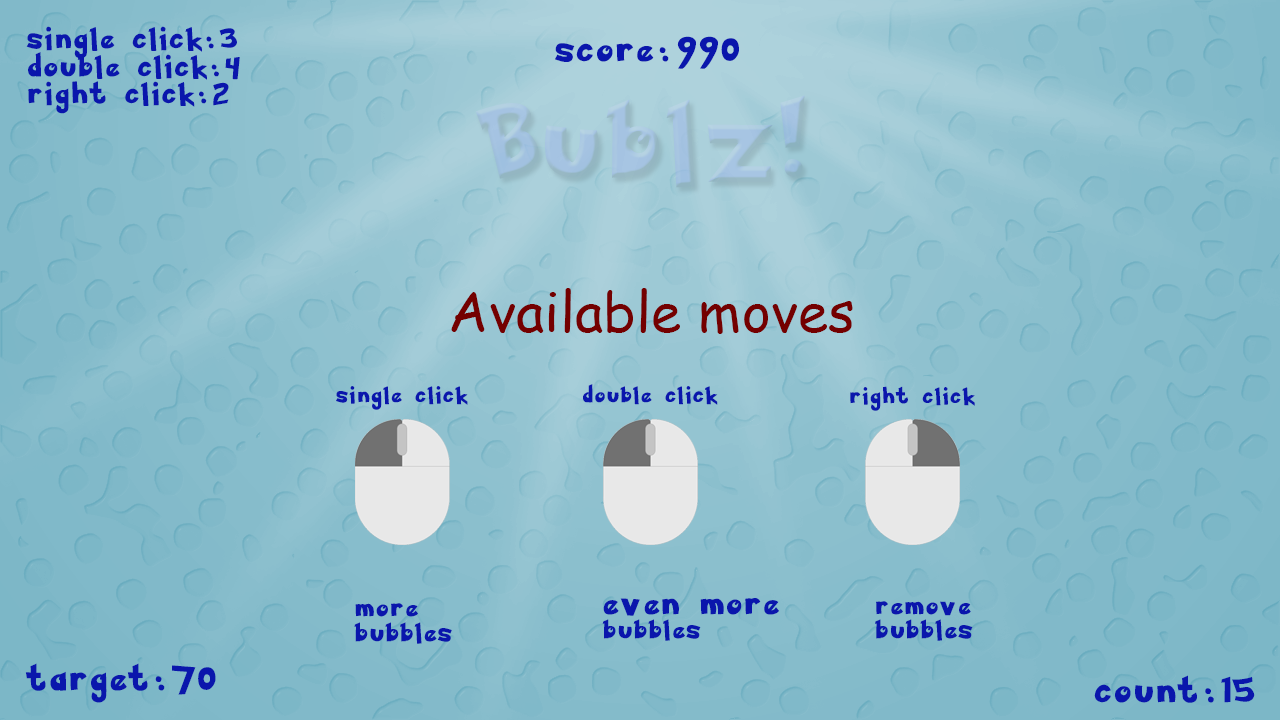 single click:3
double click:4
right click:2
score:990
Bublz!
Available moves
single click
double click
right click
more
bubbles
even more
bubbles
remove
bubbles
target:70
count:15